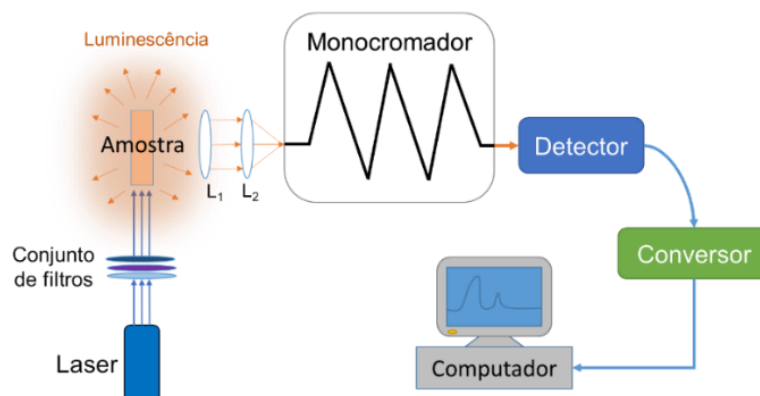 Luminescência
Monocromador
Amostra
L1
L2
Detector
Conjunto
de filtros
Conversor
Laser
Computador